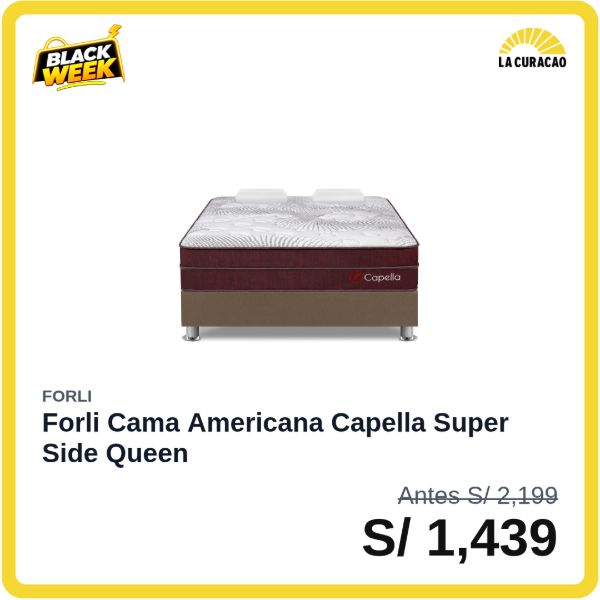 BLACK
WEEK
LA CURACAO
Capella
FORLI
Forli Cama Americana Capella Super
Side Queen
Antes S/ 2,199
S/ 1,439